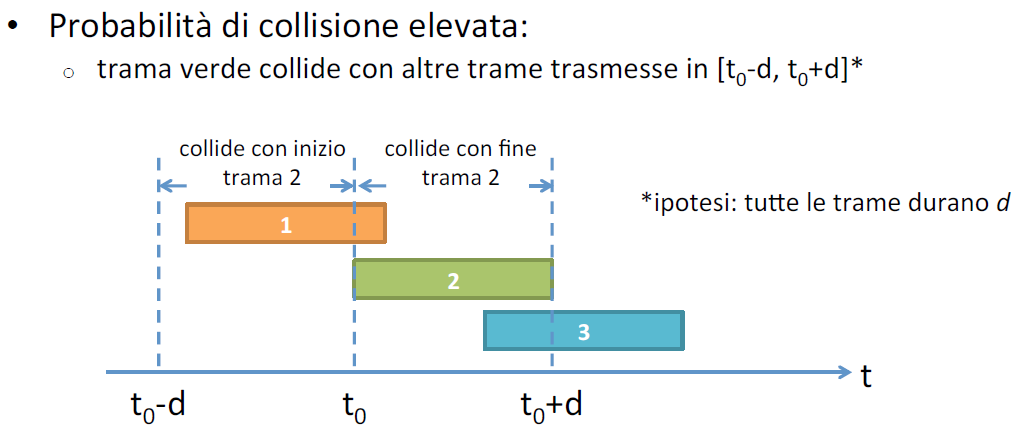 • Probabilità di collisione elevata:
○ trama verde collide con altre trame trasmesse in [t₀-d, t₀+d]*
collide con inizio
trama 2
collide con fine
trama 2
*ipotesi: tutte le trame durano d
1
2
3
t
t₀-d
t₀
t₀+d